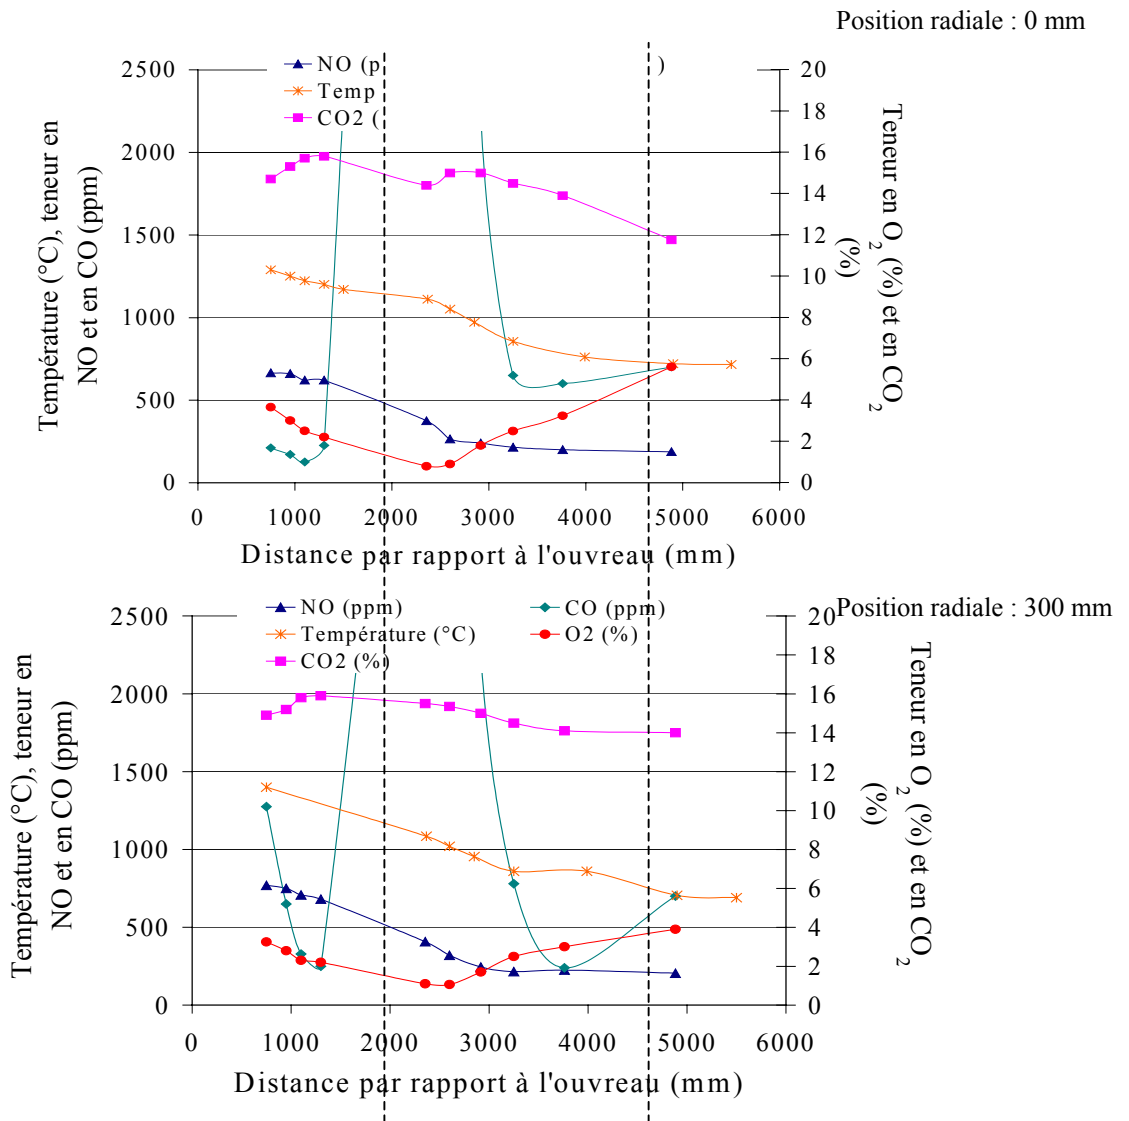 Position radiale : 0 mm
NO (p
)
Temp
CO2 (
2500
2000
1500
1000
500
0
20
18
16
14
12
10
8
6
4
2
0
Température (°C), teneur en
NO et en CO (ppm)
Teneur en O2 (%) et en CO2
(%)
0 1000 2000 3000 4000 5000 6000
Distance par rapport à l'ouvreau (mm)
Position radiale : 300 mm
NO (ppm) CO (ppm)
Température (°C) O2 (%)
CO2 (%)
2500
2000
1500
1000
500
0
20
18
16
14
12
10
8
6
4
2
0
Température (°C), teneur en
NO et en CO (ppm)
Teneur en O2 (%) et en CO2
(%)
0 1000 2000 3000 4000 5000 6000
Distance par rapport à l'ouvreau (mm)